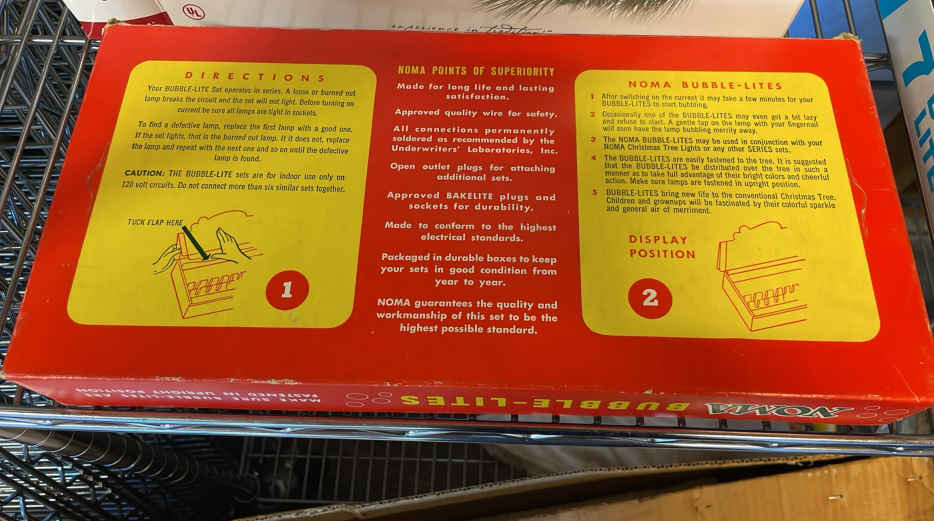 UL
experience in
DIRECTIONS
Your BUBBLE-LITE Set operates in series. A loose or burned out
lamp breaks the circuit and the set will not light. Before turning on
current be sure all lamps are tight in sockets.
To find a defective lamp, replace the first lamp with a good one.
If the set lights, that is the burned out lamp. If it does not, replace
the lamp and repeat with the next one and so on until the defective
lamp is found.
CAUTION: THE BUBBLE-LITE sets are for indoor use only on
120 volt circuits. Do not connect more than six similar sets together.
TUCK FLAP HERE
1
NOMA POINTS OF SUPERIORITY
Made for long life and lasting
satisfaction.
Approved quality wire for safety.
All connections permanently
soldered as recommended by the
Underwriters' Laboratories, Inc.
Open outlet plugs for attaching
additional sets.
Approved BAKELITE plugs and
sockets for durability.
Made to conform to the highest
electrical standards.
Packaged in durable boxes to keep
your sets in good condition from
year to year.
NOMA guarantees the quality and
workmanship of this set to be the
highest possible standard.
NOMA BUBBLE-LITES
1 After switching on the current it may take a few minutes for your
BUBBLE-LITES to start bubbling.
2 Occasionally one of the BUBBLE-LITES may even get a bit lazy
and refuse to start. A gentle tap on the lamp with your fingernail
will soon have the lamp bubbling merrily away.
3 The NOMA BUBBLE-LITES may be used in conjunction with your
NOMA Christmas Tree Lights or any other SERIES sets.
4 The BUBBLE-LITES are easily fastened to the tree. It is suggested
that the BUBBLE-LITES be distributed over the tree in such a
manner as to take full advantage of their bright colors and cheerful
action. Make sure lamps are fastened in upright position.
5 BUBBLE-LITES bring new life to the conventional Christmas Tree.
Children and grownups will be fascinated by their colorful sparkle
and general air of merriment.
DISPLAY
POSITION
2
NOMA BUBBLE-LITES
MAKE SURE BUBBLE-LITES ARE
FASTENED IN UPRIGHT POSITION